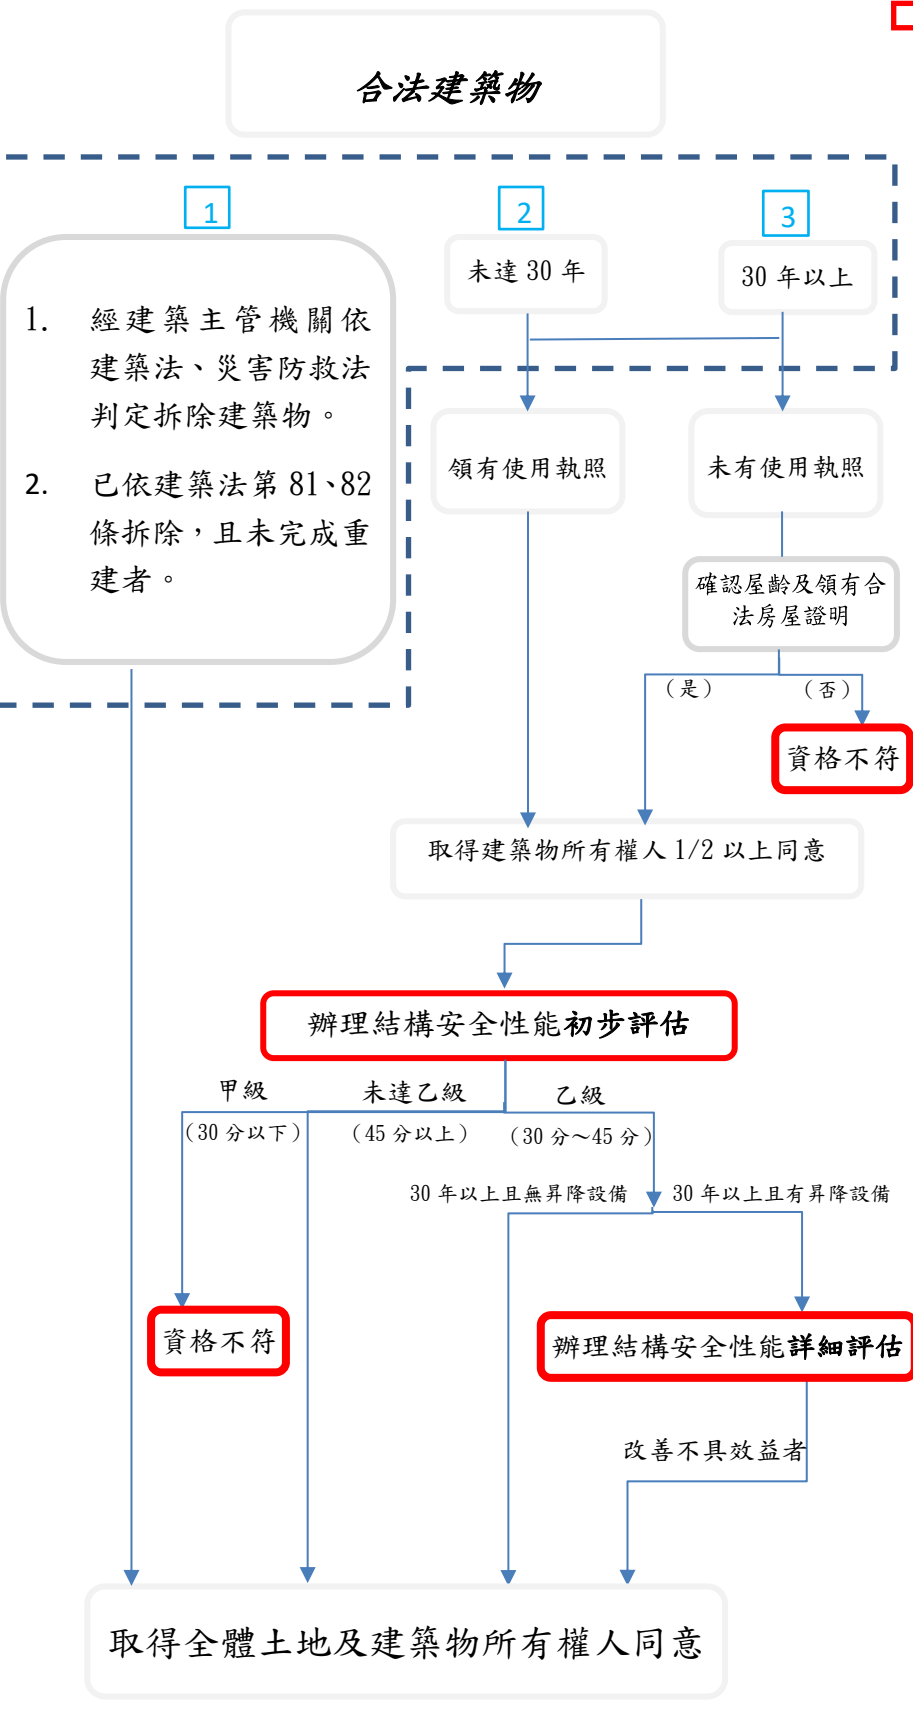 合法建築物
1
2
3
未達 30 年
30 年以上
1. 經建築主管機關依
建築法、災害防救法
判定拆除建築物。
2. 已依建築法第 81、82
條拆除，且未完成重
建者。
領有使用執照
未有使用執照
確認屋齡及領有合
法房屋證明
（是）
（否）
資格不符
取得建築物所有權人 1/2 以上同意
辦理結構安全性能初步評估
甲級
未達乙級
乙級
（30 分以下）
（45 分以上）
（30 分～45 分）
30 年以上且無昇降設備
30 年以上且有昇降設備
資格不符
辦理結構安全性能詳細評估
改善不具效益者
取得全體土地及建築物所有權人同意